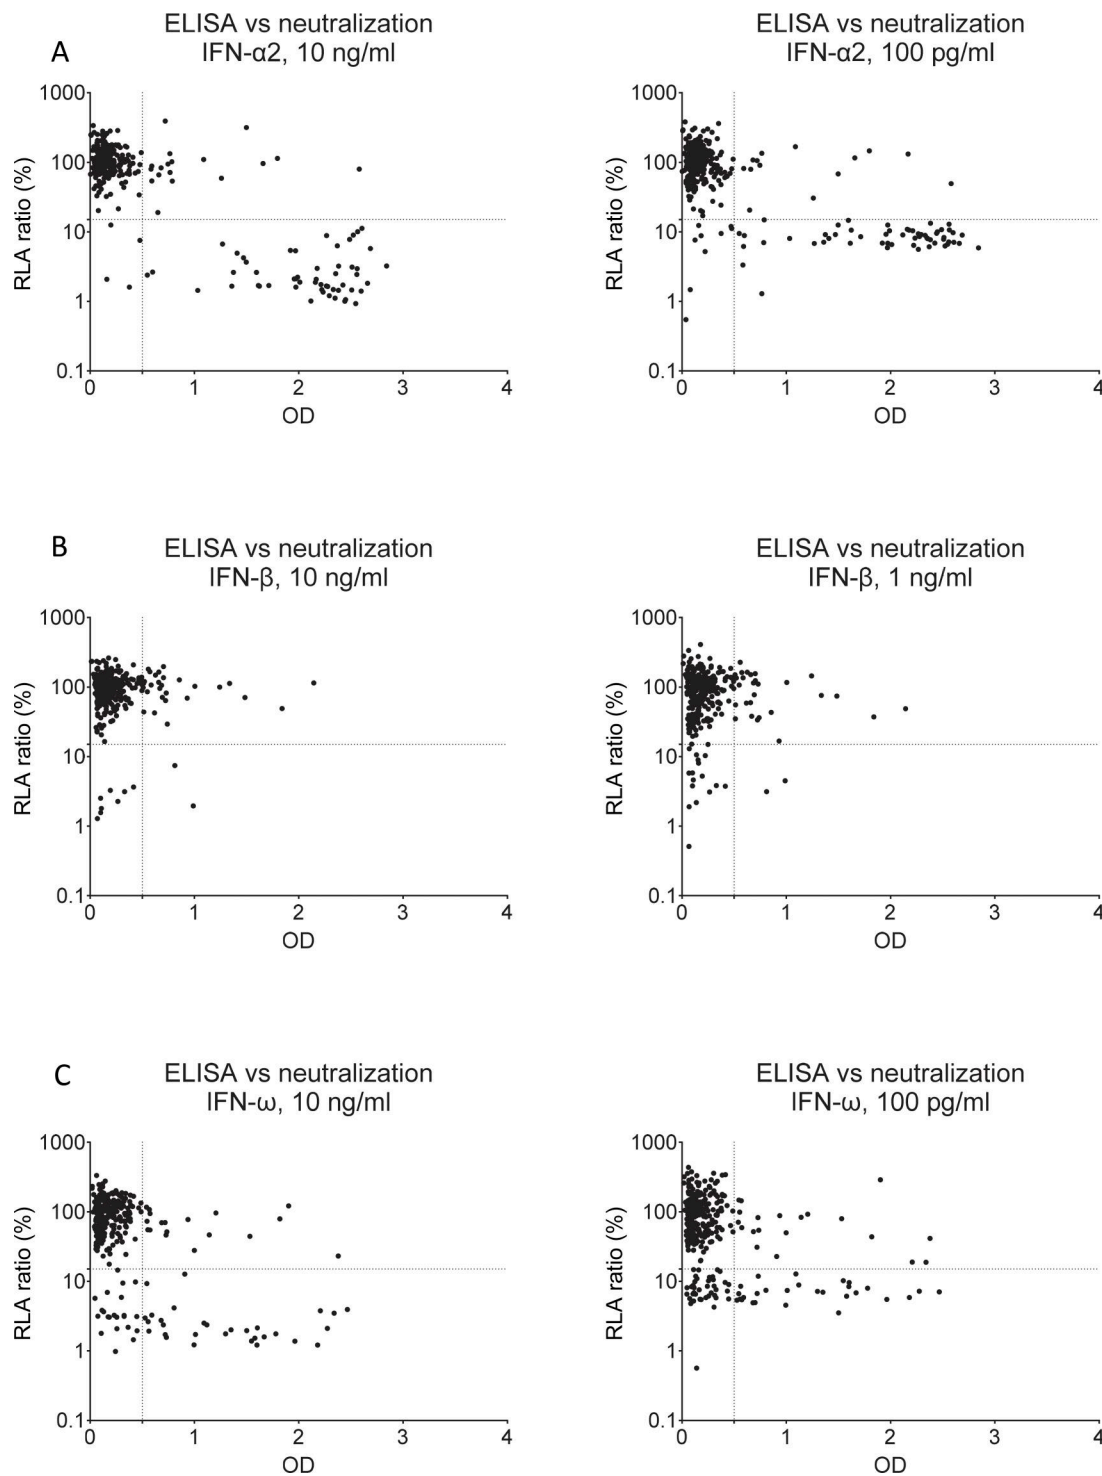 A
ELISA vs neutralization
IFN-α2, 10 ng/ml
RLA ratio (%)
1000
100
10
1
0.1
0 1 2 3 4
OD
ELISA vs neutralization
IFN-α2, 100 pg/ml
RLA ratio (%)
1000
100
10
1
0.1
0 1 2 3 4
OD
B
ELISA vs neutralization
IFN-β, 10 ng/ml
RLA ratio (%)
1000
100
10
1
0.1
0 1 2 3 4
OD
ELISA vs neutralization
IFN-β, 1 ng/ml
RLA ratio (%)
1000
100
10
1
0.1
0 1 2 3 4
OD
C
ELISA vs neutralization
IFN-ω, 10 ng/ml
RLA ratio (%)
1000
100
10
1
0.1
0 1 2 3 4
OD
ELISA vs neutralization
IFN-ω, 100 pg/ml
RLA ratio (%)
1000
100
10
1
0.1
0 1 2 3 4
OD